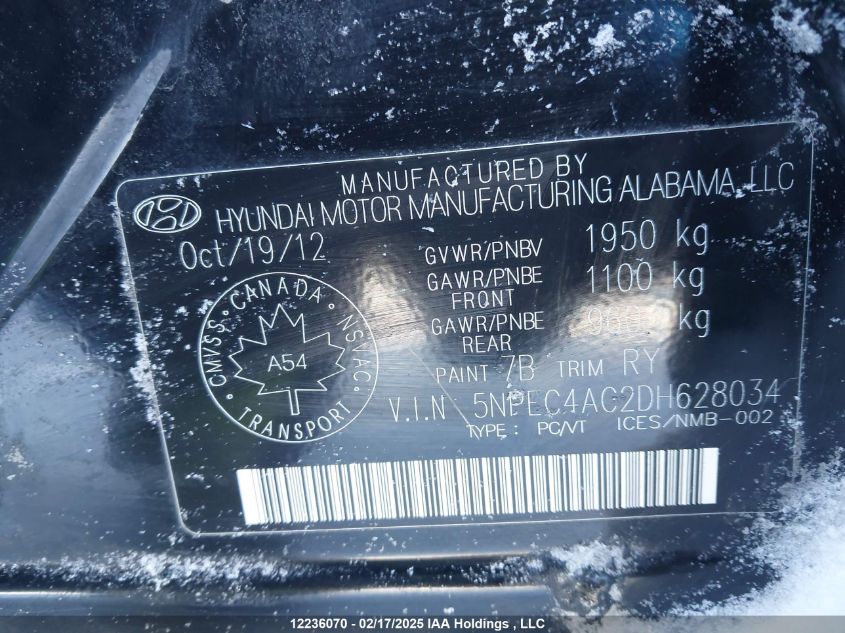 MANUFACTURED BY
HYUNDAI MOTOR MANUFACTURING ALABAMA, LLC
Oct/19/12
GVWR/PNBV 1950 kg
GAWR/PNBE FRONT 1100 kg
GAWR/PNBE REAR kg
PAINT 7B TRIM RY
V.I.N 5NPEC4AC2DH628034
TYPE : PC/VT ICES/NMB-002
CMVSS · CANADA · NSVAC
A54
TRANSPORT
12236070 - 02/17/2025 IAA Holdings, LLC